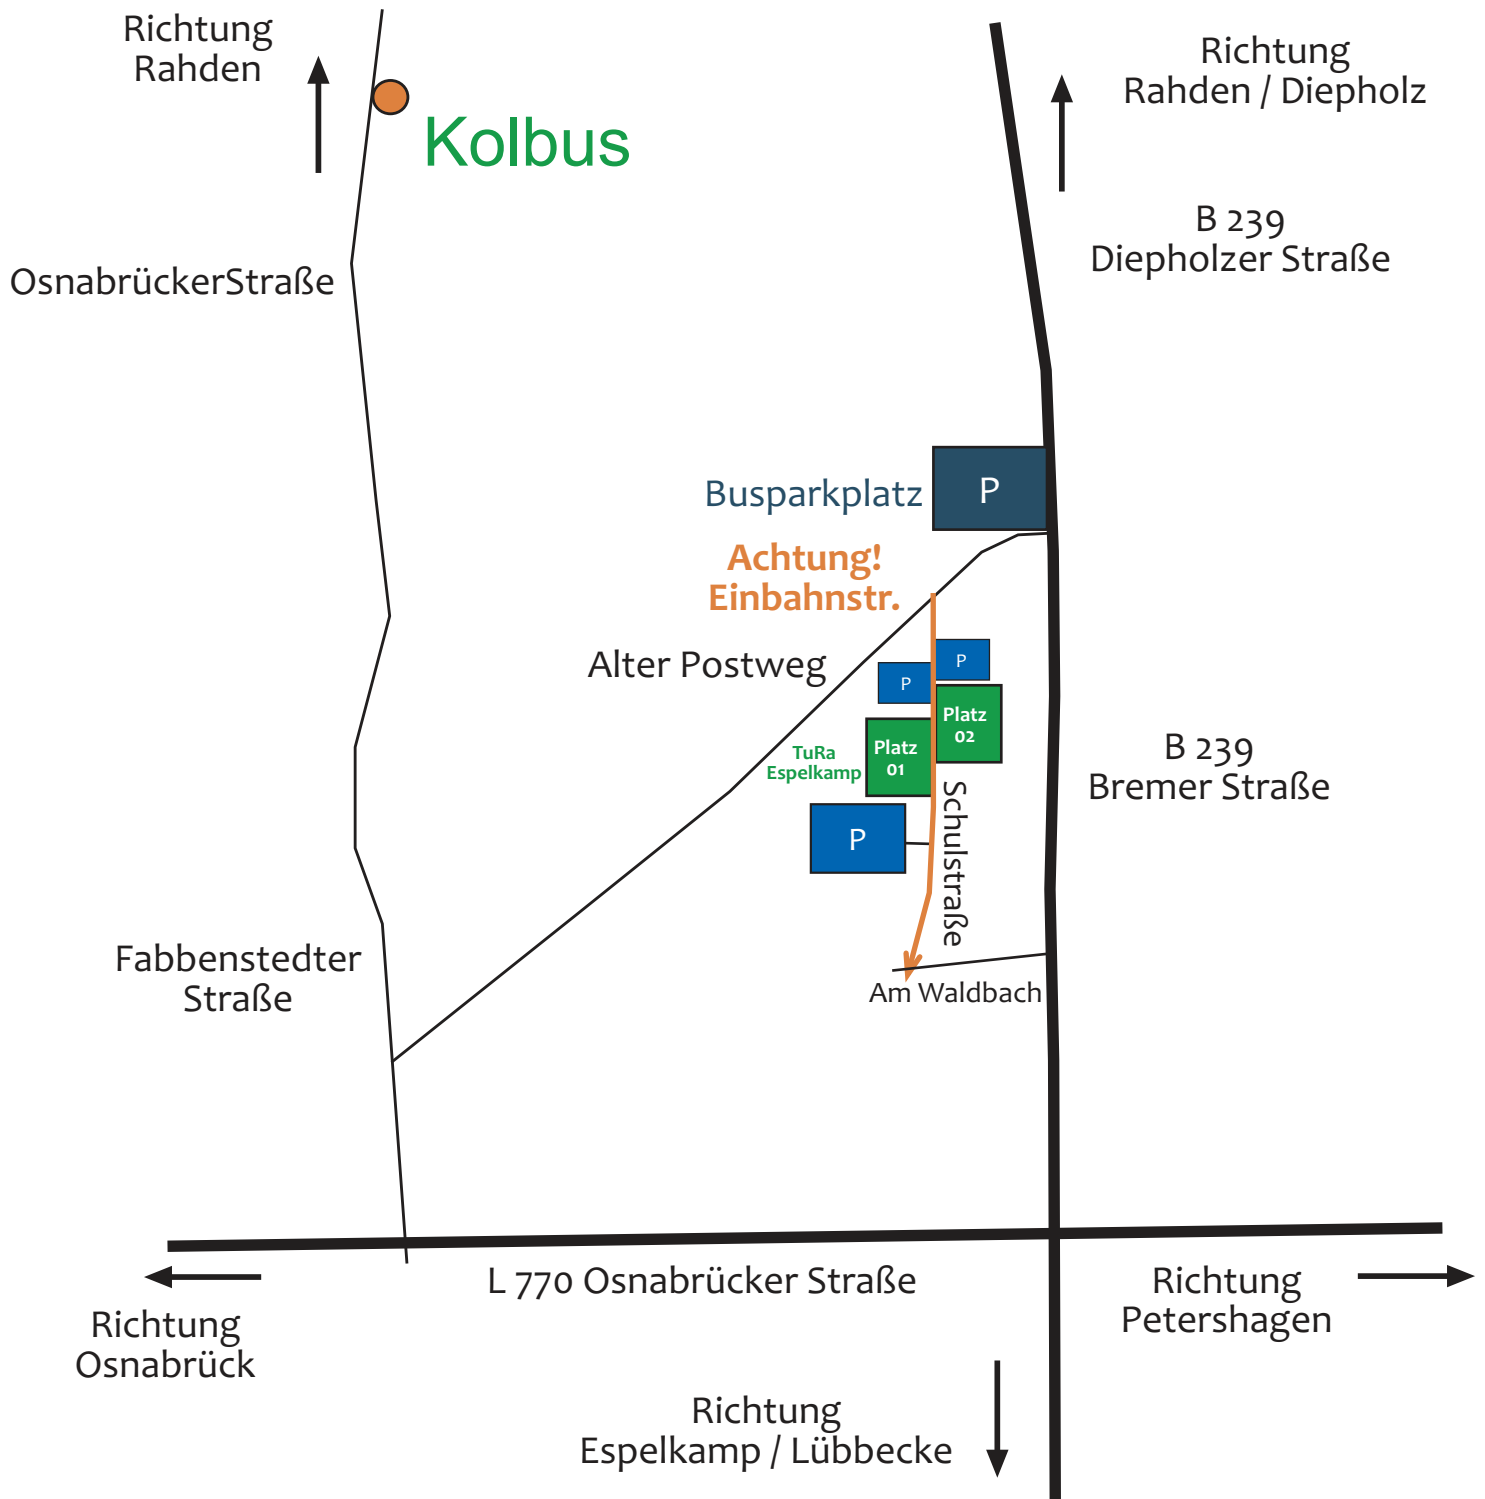 Richtung
Rahden
Richtung
Rahden / Diepholz
Kolbus
B 239
Diepholzer Straße
OsnabrückerStraße
P
Busparkplatz
Achtung!
Einbahnstr.
Alter Postweg
P
P
Platz
02
Platz
01
TuRa
Espelkamp
B 239
Bremer Straße
P
Schulstraße
Fabbenstedter
Straße
Am Waldbach
L 770 Osnabrücker Straße
Richtung
Petershagen
Richtung
Osnabrück
Richtung
Espelkamp / Lübbecke